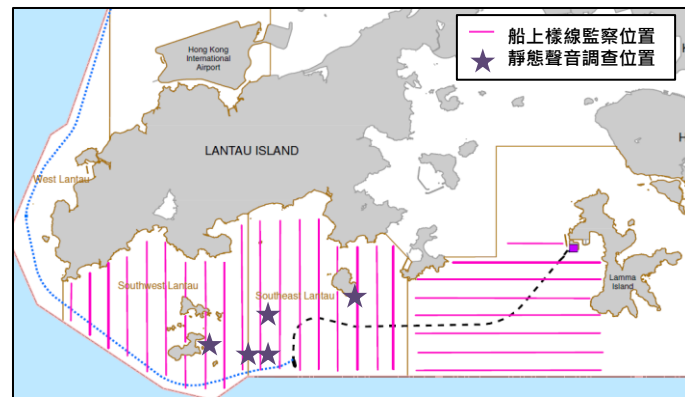 船上樣線監察位置
靜態聲音調查位置
Hong Kong
International
Airport
LANTAU ISLAND
West Lantau
Southwest Lantau
Southeast Lantau
Lamma
Island
H